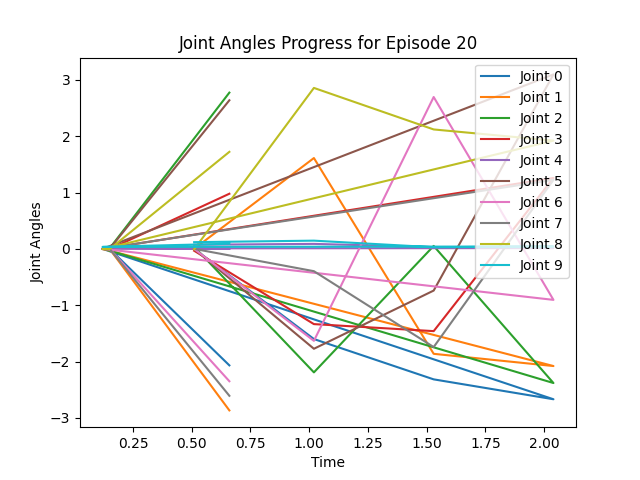 Joint Angles Progress for Episode 20
Joint Angles
3
2
1
0
−1
−2
−3
0.25 0.50 0.75 1.00 1.25 1.50 1.75 2.00
Time
Joint 0
Joint 1
Joint 2
Joint 3
Joint 4
Joint 5
Joint 6
Joint 7
Joint 8
Joint 9